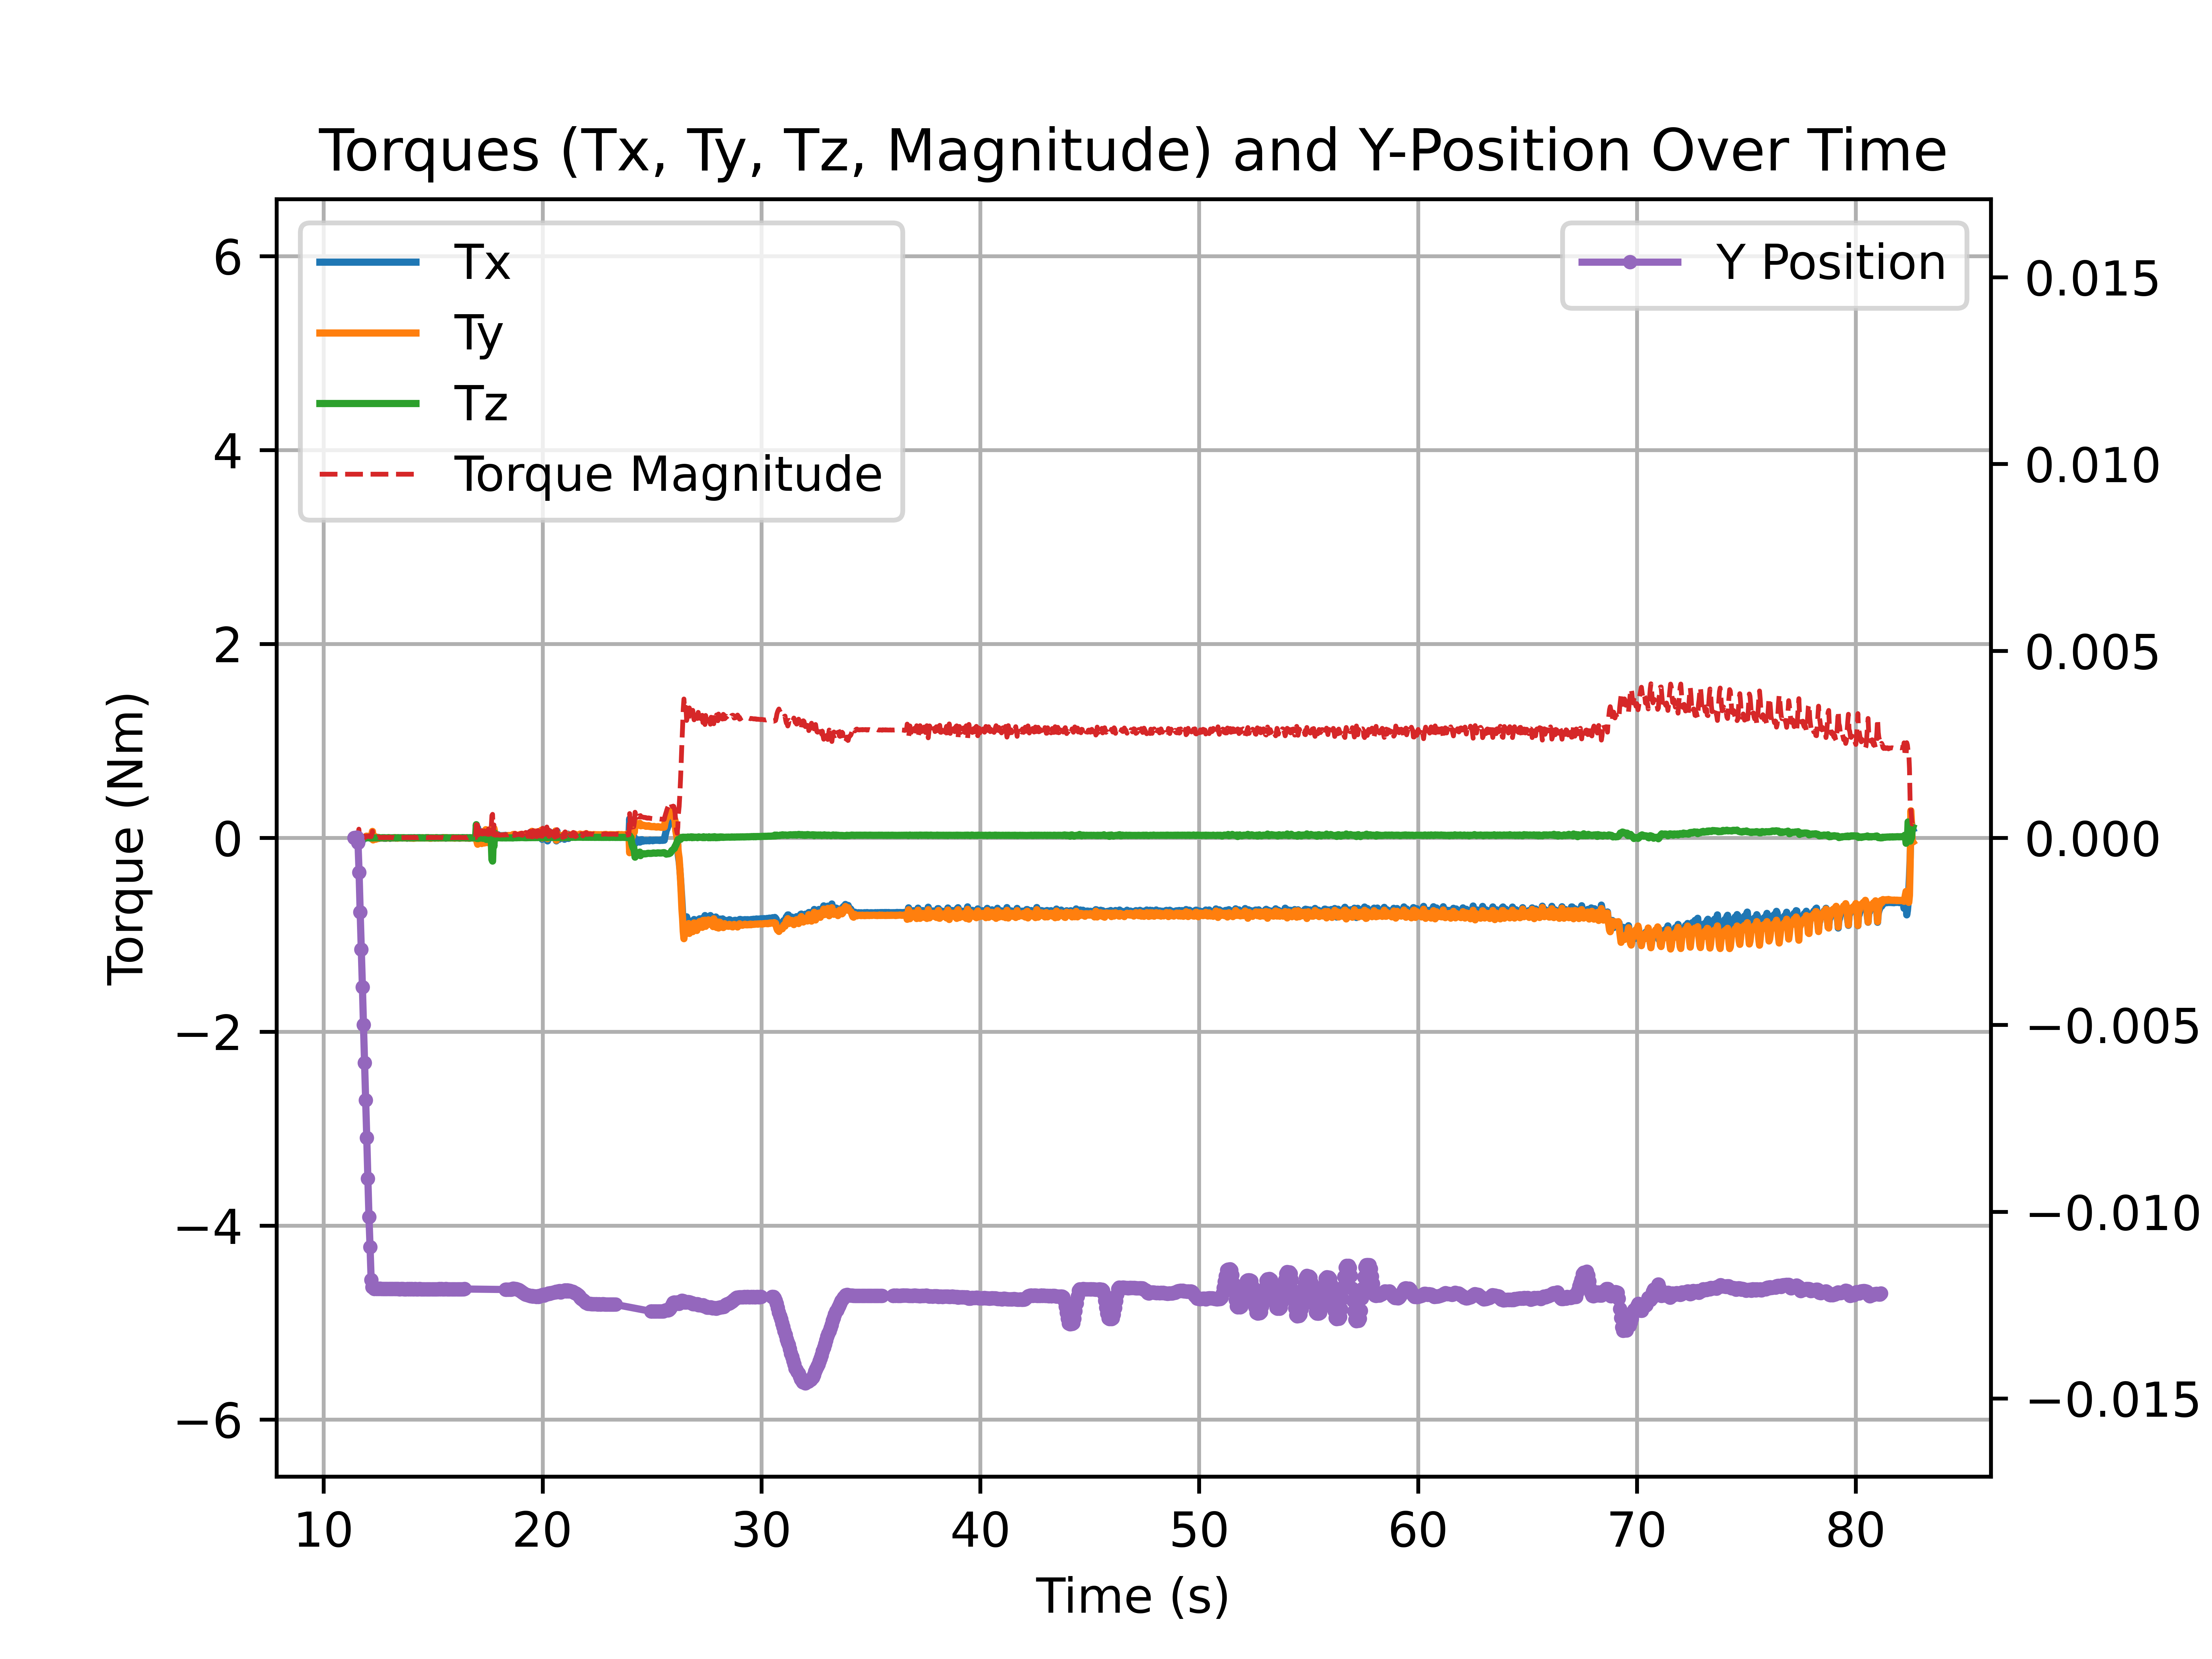 Torques (Tx, Ty, Tz, Magnitude) and Y-Position Over Time
Tx
Ty
Tz
Torque Magnitude
Y Position
6
4
2
0
−2
−4
−6
Torque (Nm)
0.015
0.010
0.005
0.000
−0.005
−0.010
−0.015
10 20 30 40 50 60 70 80
Time (s)